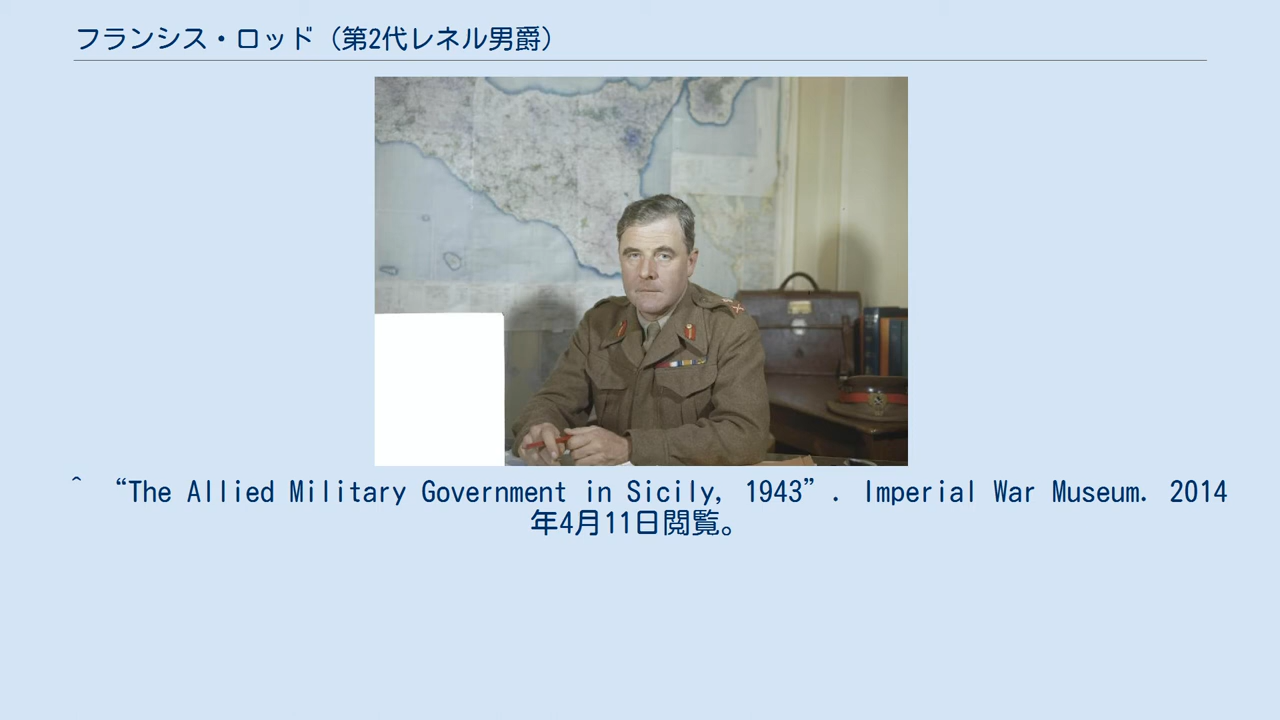 フランシス・ロッド（第2代レネル男爵）
^ “The Allied Military Government in Sicily, 1943”. Imperial War Museum. 2014
年4月11日閲覧。